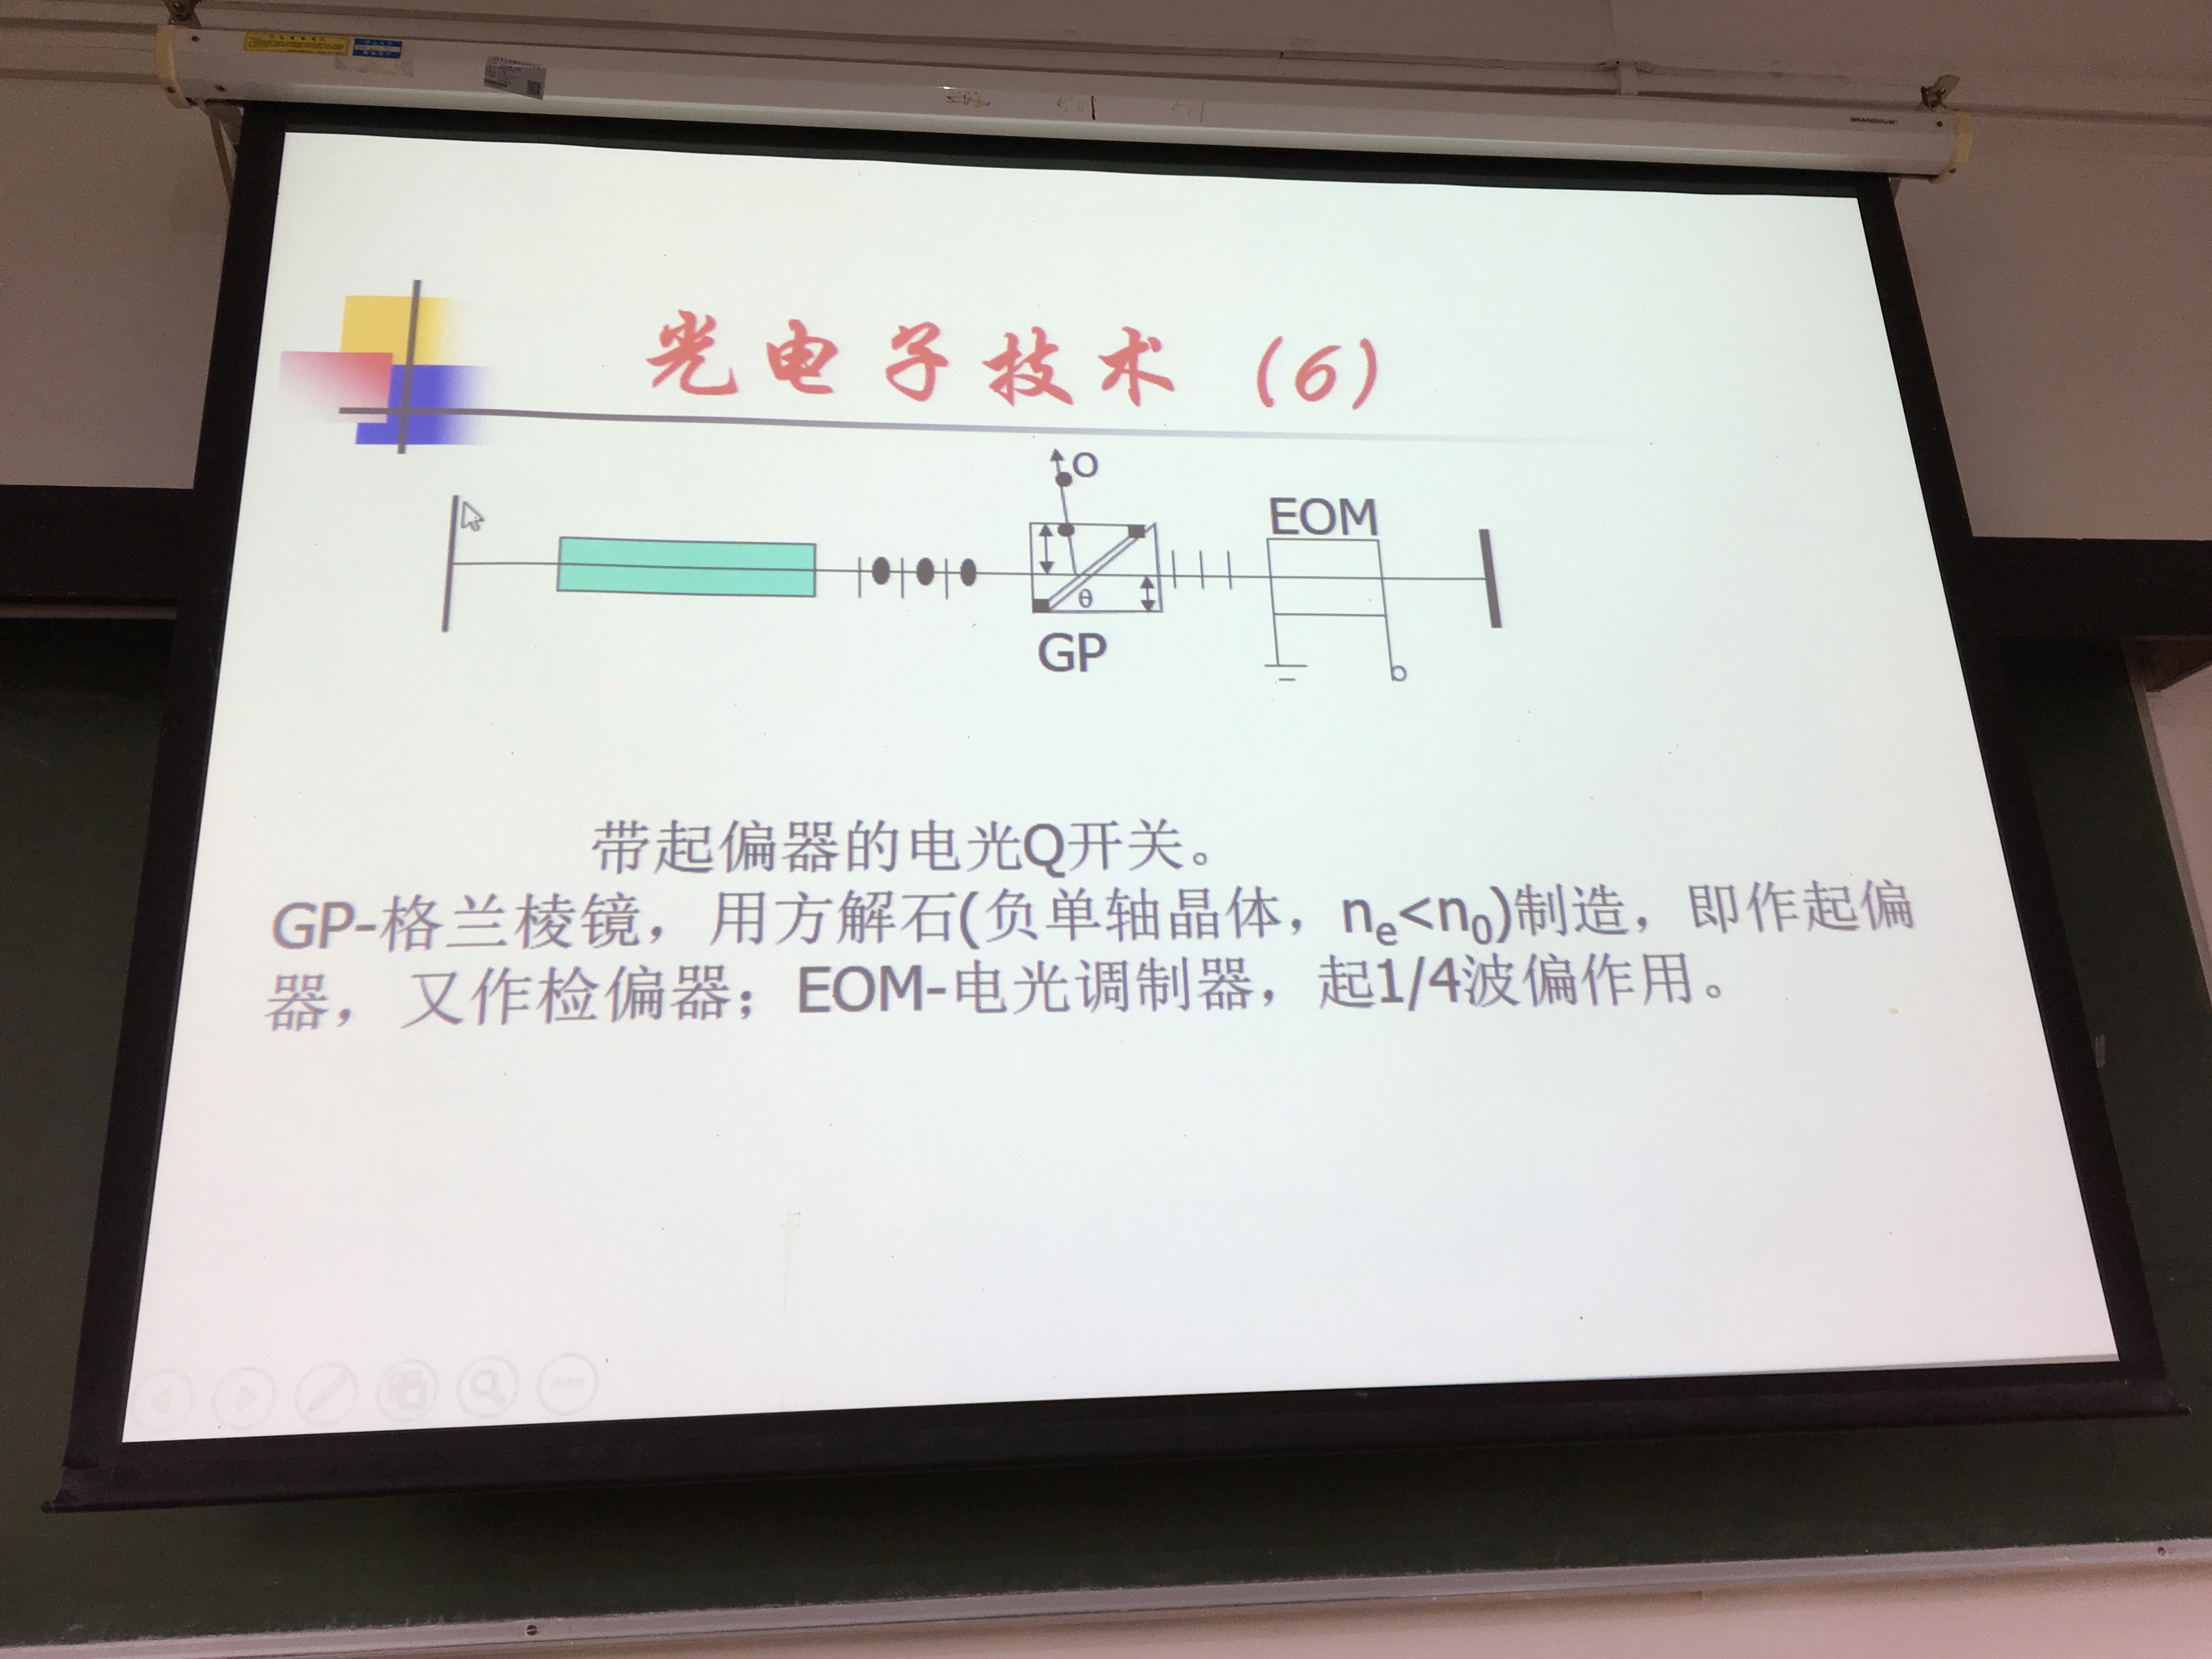 光电子技术（6）
O
EOM
θ
GP
带起偏器的电光Q开关。
GP-格兰棱镜，用方解石(负单轴晶体，nₑ<n₀)制造，即作起偏
器，又作检偏器；EOM-电光调制器，起1/4波偏作用。